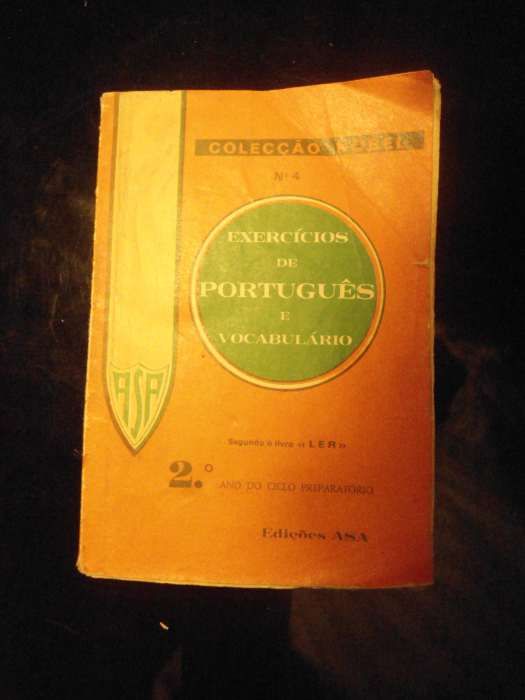 COLECÇÃO
Nº 4
EXERCÍCIOS
DE
PORTUGUÊS
E
VOCABULÁRIO
ASA
Segundo o livro «LER»
2.º ANO DO CICLO PREPARATÓRIO
Edições ASA